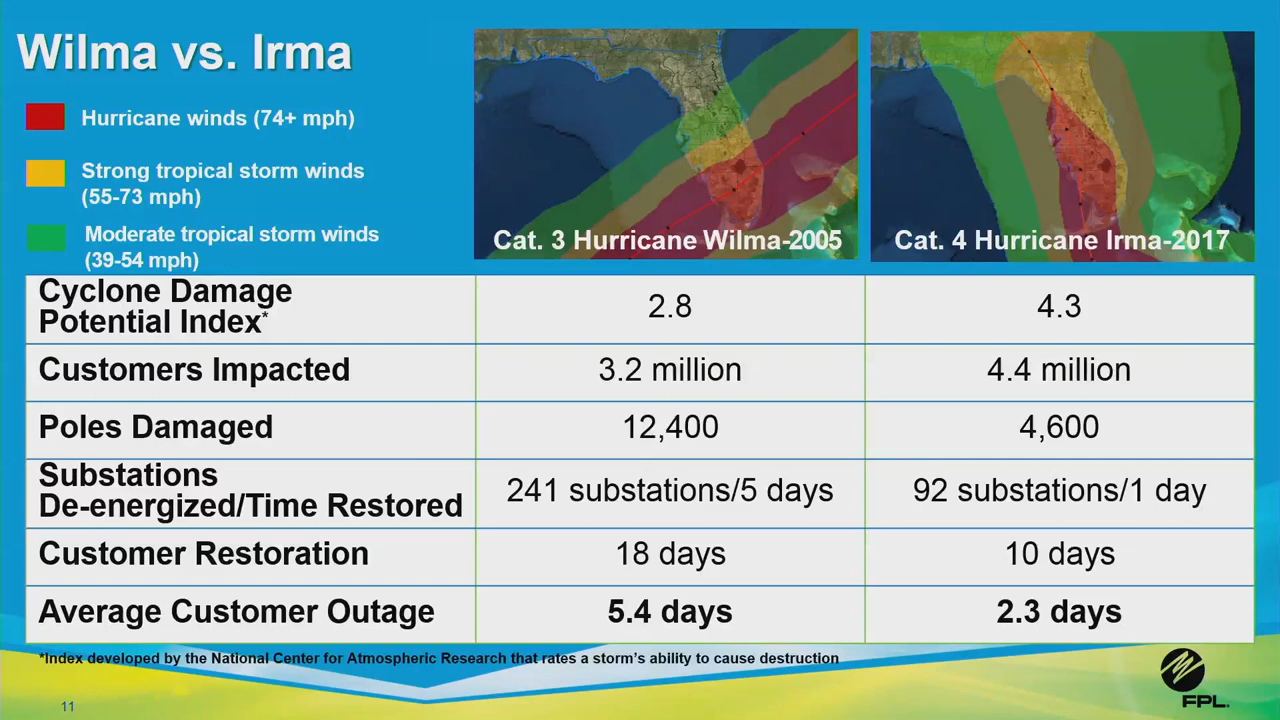 Wilma vs. Irma
Hurricane winds (74+ mph)
Strong tropical storm winds
(55-73 mph)
Moderate tropical storm winds
(39-54 mph)
Cat. 3 Hurricane Wilma-2005
Cat. 4 Hurricane Irma-2017
Cyclone Damage
Potential Index*
2.8
4.3
Customers Impacted
3.2 million
4.4 million
Poles Damaged
12,400
4,600
Substations
De-energized/Time Restored
241 substations/5 days
92 substations/1 day
Customer Restoration
18 days
10 days
Average Customer Outage
5.4 days
2.3 days
*Index developed by the National Center for Atmospheric Research that rates a storm's ability to cause destruction
11
FPL.